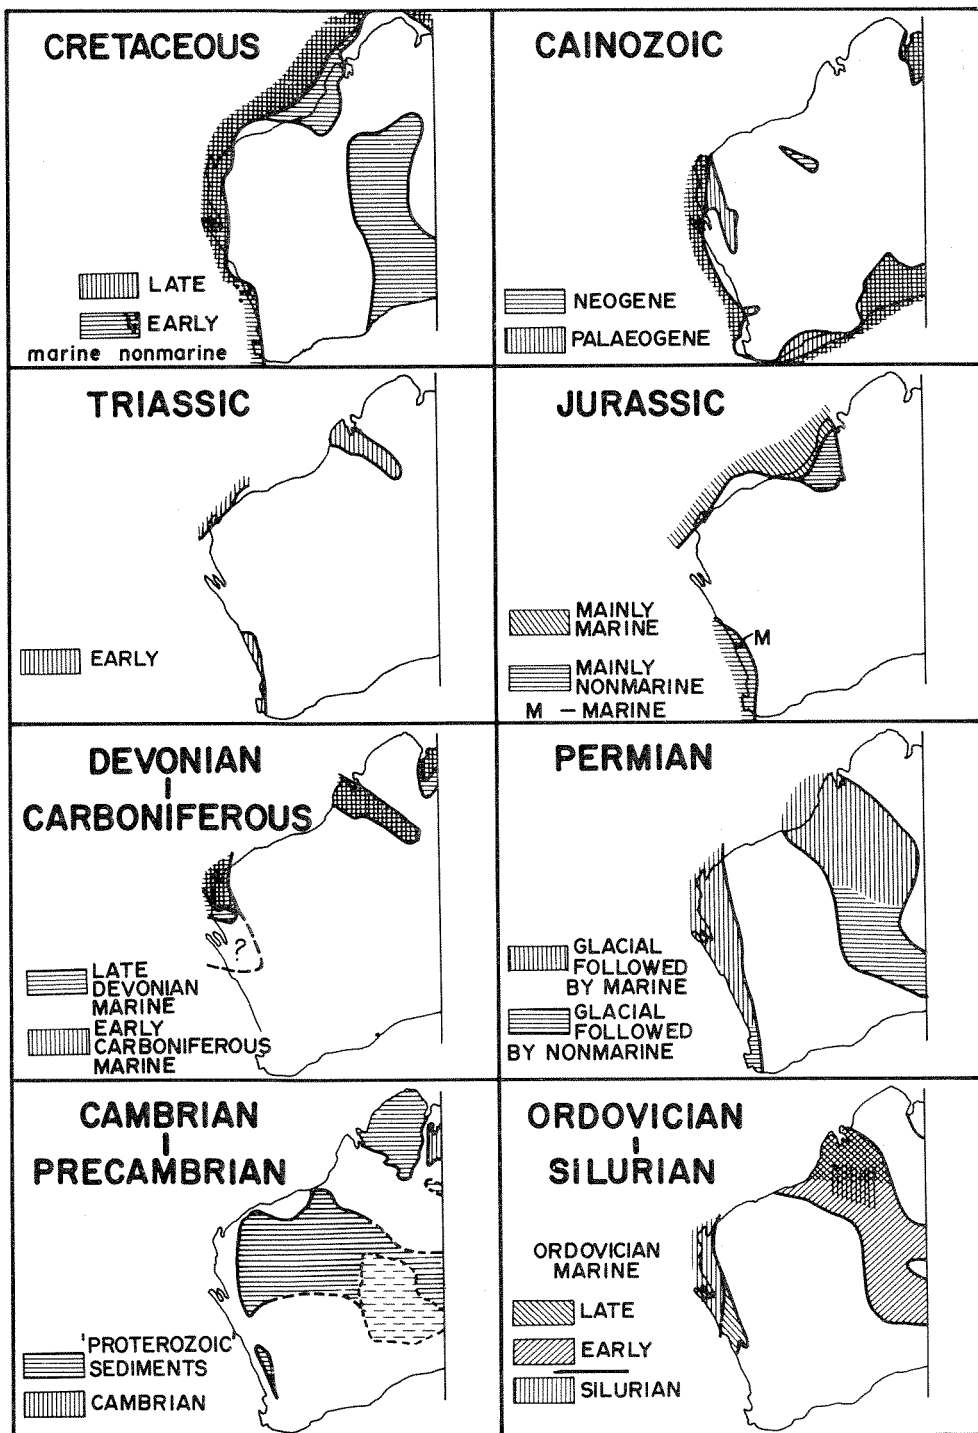 CRETACEOUS
LATE
EARLY
marine nonmarine
CAINOZOIC
NEOGENE
PALAEOGENE
TRIASSIC
EARLY
JURASSIC
M
MAINLY
MARINE
MAINLY
NONMARINE
M – MARINE
DEVONIAN
CARBONIFEROUS
?
LATE
DEVONIAN
MARINE
EARLY
CARBONIFEROUS
MARINE
PERMIAN
GLACIAL
FOLLOWED
BY MARINE
GLACIAL
FOLLOWED
BY NONMARINE
CAMBRIAN
PRECAMBRIAN
'PROTEROZOIC'
SEDIMENTS
CAMBRIAN
ORDOVICIAN
SILURIAN
ORDOVICIAN
MARINE
LATE
EARLY
SILURIAN